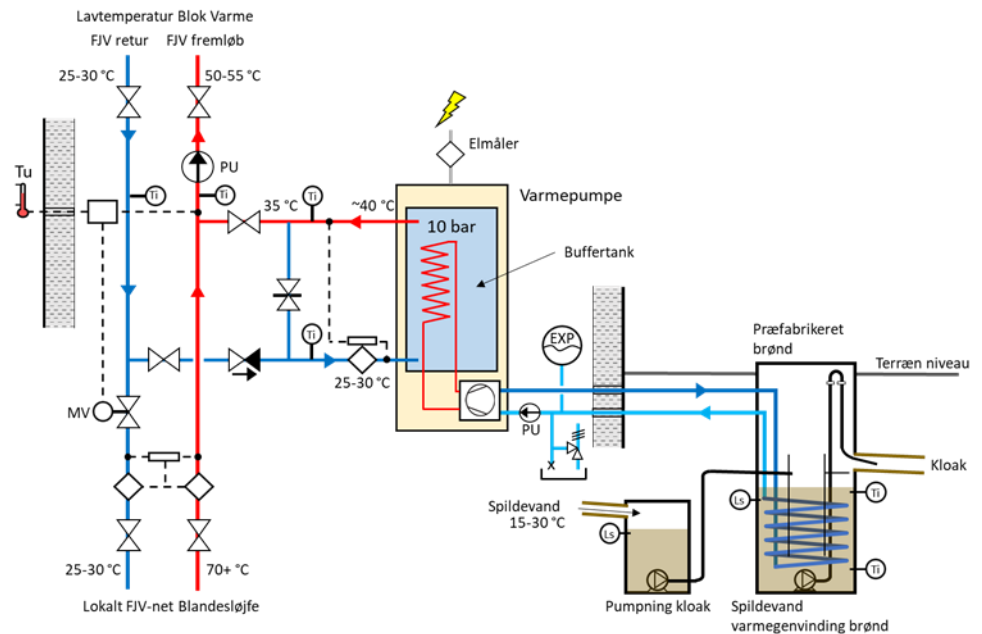 Lavtemperatur Blok Varme
FJV retur
FJV fremløb
25-30 °C
50-55 °C
Elmåler
Tu
PU
Ti
Ti
Ti
35 °C
~40 °C
Varmepumpe
10 bar
Buffertank
Ti
25-30 °C
EXP
Præfabrikeret
brønd
Terræn niveau
MV
PU
x
Kloak
Spildevand
15-30 °C
Ls
Ls
Ti
Ti
25-30 °C
70+ °C
Lokalt FJV-net
Blandesløjfe
Pumpning kloak
Spildevand
varmegenvinding brønd